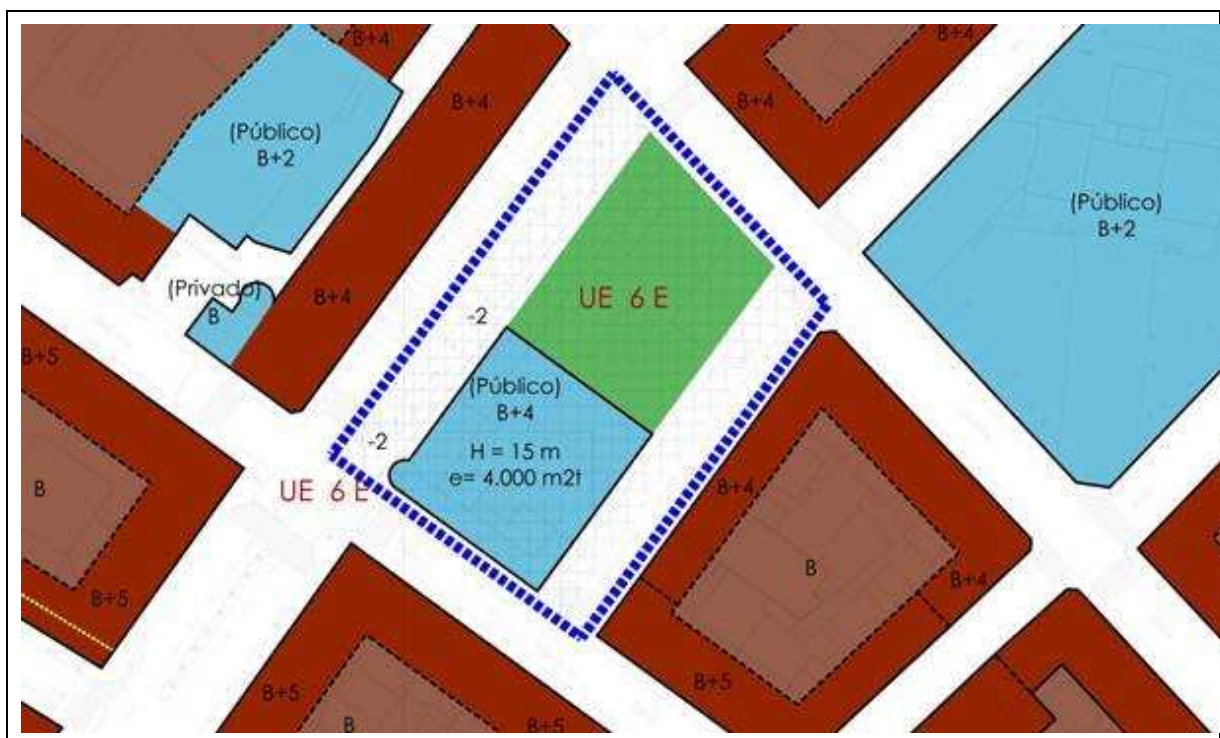 B+4
B+4
B+4
B+4
(Público)
B+2
(Público)
B+2
(Privado)
B
B+4
UE 6 E
-2
B+5
(Público)
B+4
-2
H = 15 m
e= 4.000 m2t
UE 6 E
B+4
B
B
B+4
B+5
B+5
B+5
B
B+5